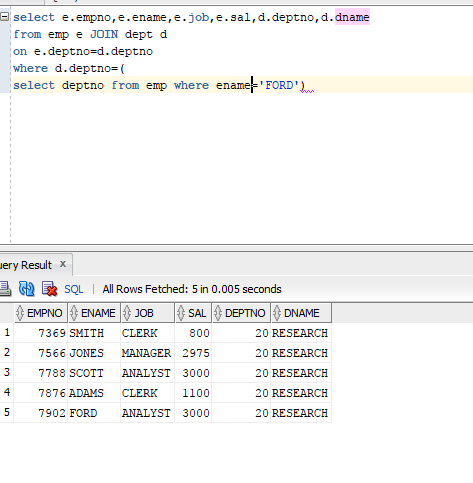 select e.empno,e.ename,e.job,e.sal,d.deptno,d.dname
from emp e JOIN dept d
on e.deptno=d.deptno
where d.deptno=(
select deptno from emp where ename='FORD')
uery Result x
SQL | All Rows Fetched: 5 in 0.005 seconds
EMPNO ENAME JOB SAL DEPTNO DNAME
1 7369 SMITH CLERK 800 20 RESEARCH
2 7566 JONES MANAGER 2975 20 RESEARCH
3 7788 SCOTT ANALYST 3000 20 RESEARCH
4 7876 ADAMS CLERK 1100 20 RESEARCH
5 7902 FORD ANALYST 3000 20 RESEARCH